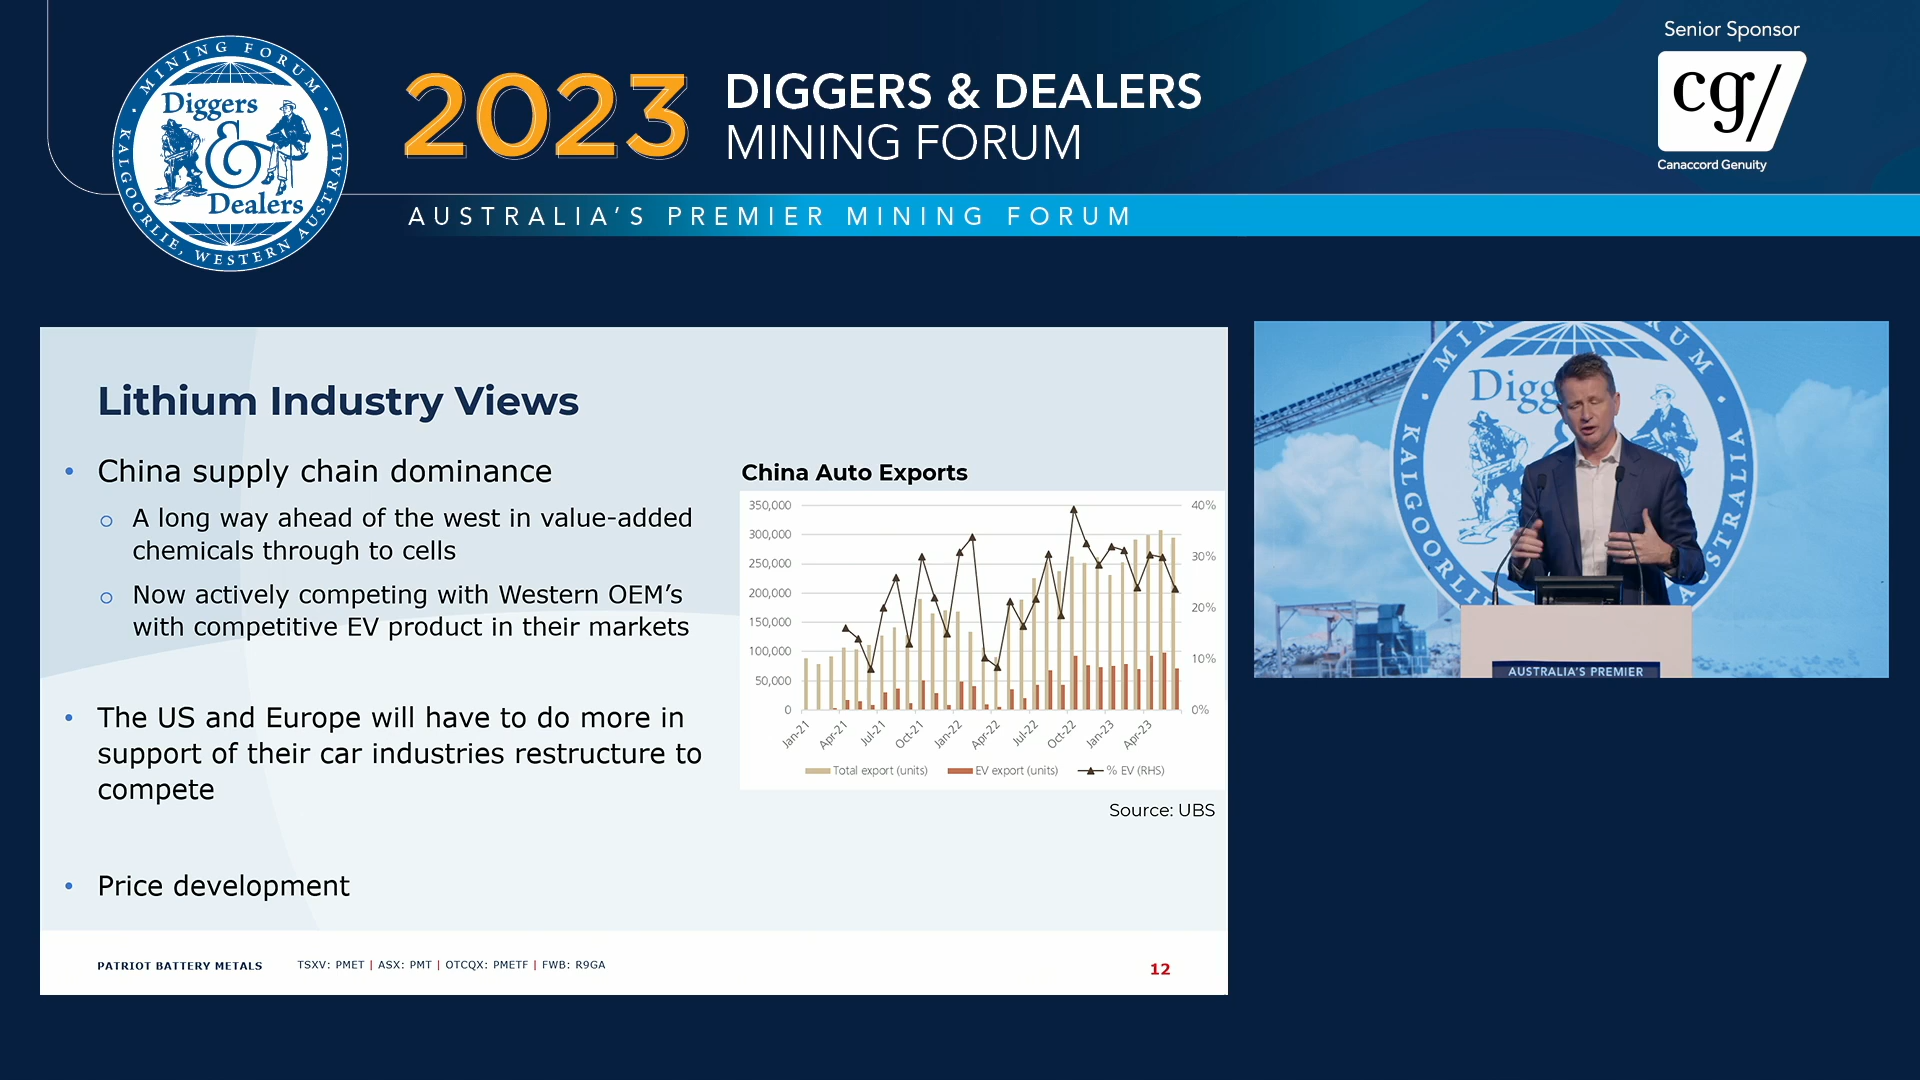 MINING FORUM
KALGOORLIE, WESTERN AUSTRALIA
Diggers
&
Dealers
2023
DIGGERS & DEALERS
MINING FORUM
AUSTRALIA'S PREMIER MINING FORUM
Senior Sponsor
cg/
Canaccord Genuity
Lithium Industry Views
• China supply chain dominance
o A long way ahead of the west in value-added
chemicals through to cells
o Now actively competing with Western OEM's
with competitive EV product in their markets
• The US and Europe will have to do more in
support of their car industries restructure to
compete
• Price development
China Auto Exports
350,000
300,000
250,000
200,000
150,000
100,000
50,000
0
40%
30%
20%
10%
0%
Jan-21 Apr-21 Jul-21 Oct-21 Jan-22 Apr-22 Jul-22 Oct-22 Jan-23 Apr-23
Total export (units) EV export (units) % EV (RHS)
Source: UBS
PATRIOT BATTERY METALS TSXV: PMET | ASX: PMT | OTCQX: PMETF | FWB: R9GA
12
MIN RUM
KALGOORLI STRALIA
Digg
AUSTRALIA'S PREMIER